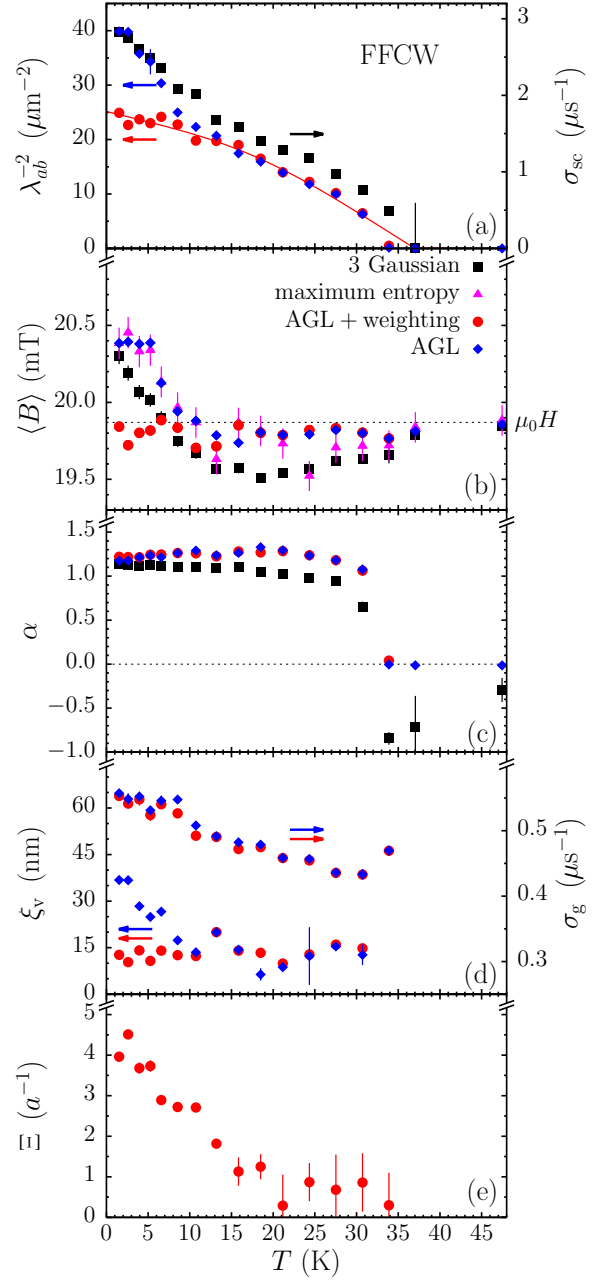 FFCW
λ_ab^−2 (μm^−2)
40
30
20
10
0
σ_sc (μs^−1)
3
2
1
0
(a)
3 Gaussian
maximum entropy
AGL + weighting
AGL
⟨B⟩ (mT)
20.5
20.0
19.5
μ0H
(b)
α
1.5
1.0
0.5
0.0
−0.5
−1.0
(c)
ξ_v (nm)
60
45
30
15
0
σ_g (μs^−1)
0.5
0.4
0.3
(d)
Ξ (a^−1)
5
4
3
2
1
0
(e)
0 5 10 15 20 25 30 35 40 45
T (K)